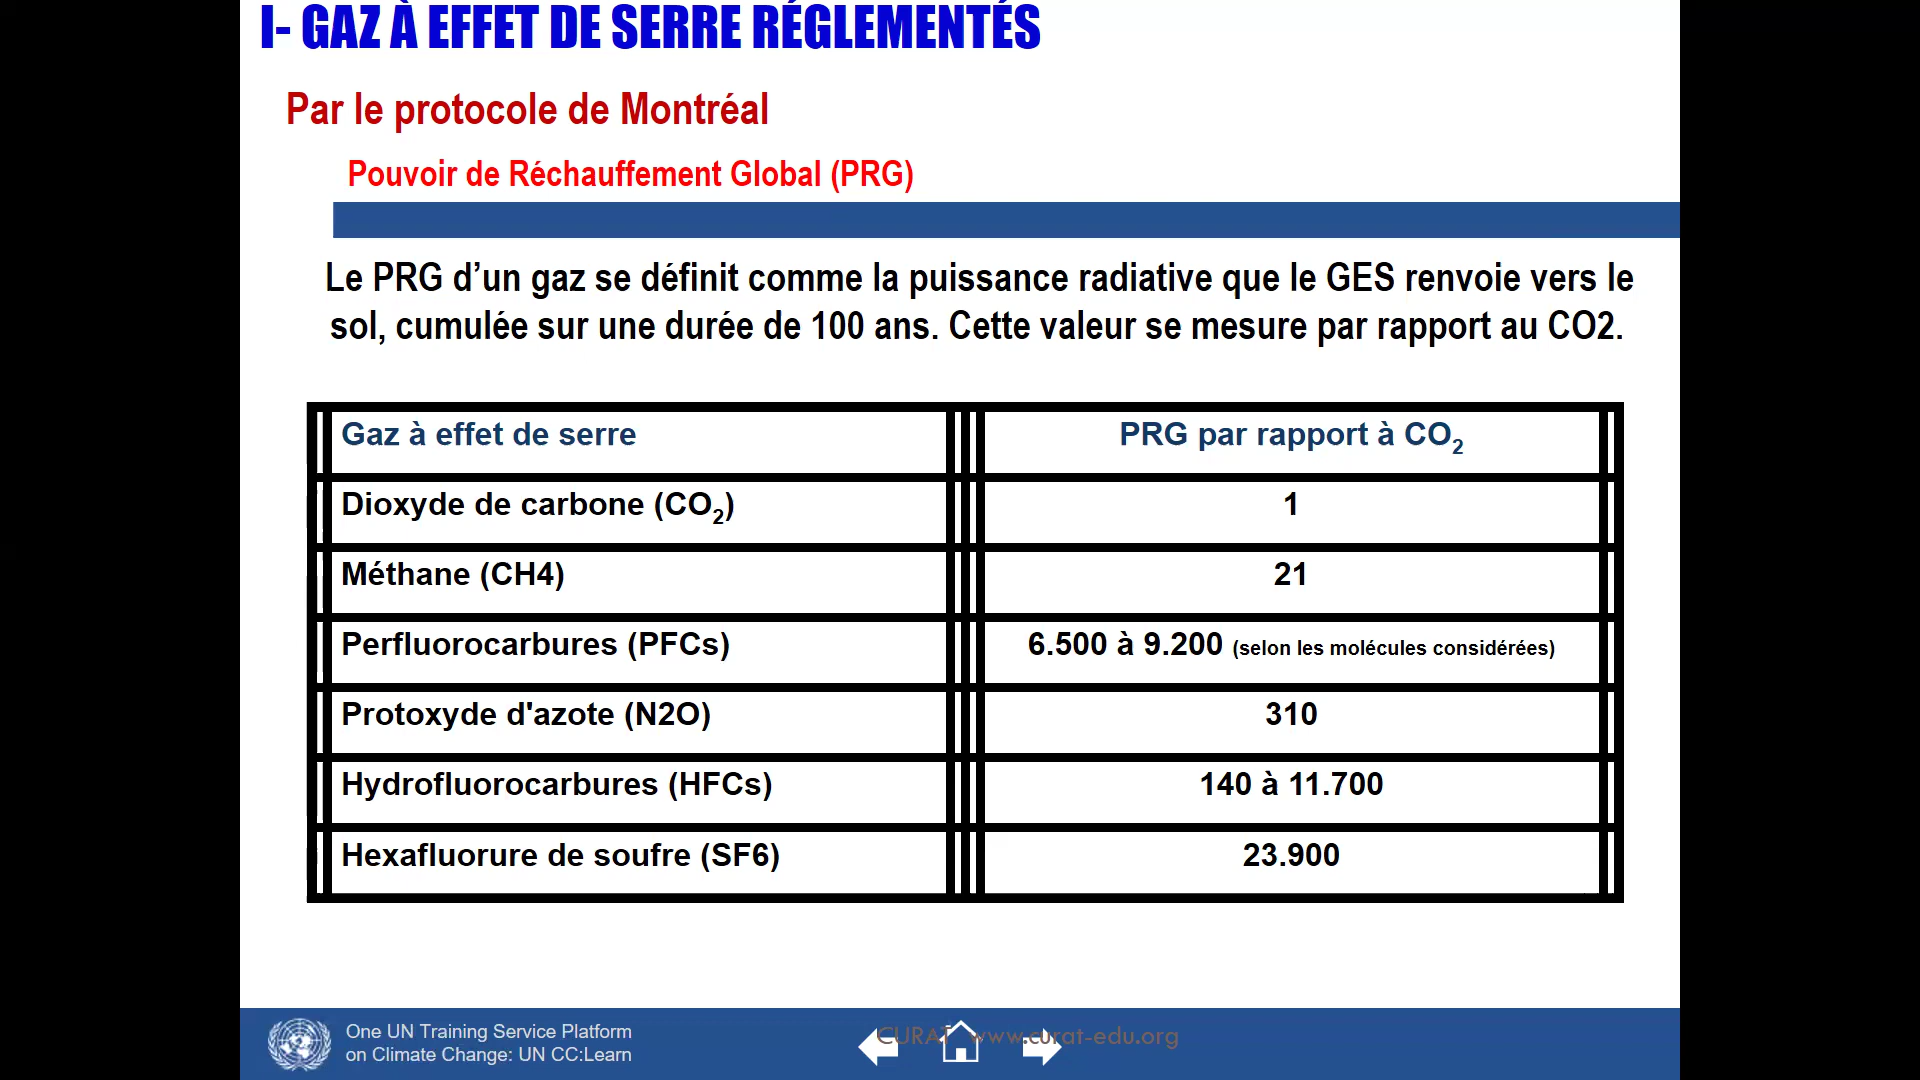 I- GAZ À EFFET DE SERRE RÉGLEMENTÉS
Par le protocole de Montréal
Pouvoir de Réchauffement Global (PRG)
Le PRG d’un gaz se définit comme la puissance radiative que le GES renvoie vers le
sol, cumulée sur une durée de 100 ans. Cette valeur se mesure par rapport au CO2.
Gaz à effet de serre PRG par rapport à CO2
Dioxyde de carbone (CO2) 1
Méthane (CH4) 21
Perfluorocarbures (PFCs) 6.500 à 9.200 (selon les molécules considérées)
Protoxyde d'azote (N2O) 310
Hydrofluorocarbures (HFCs) 140 à 11.700
Hexafluorure de soufre (SF6) 23.900
One UN Training Service Platform
on Climate Change: UN CC:Learn
CURAT www.curat-edu.org